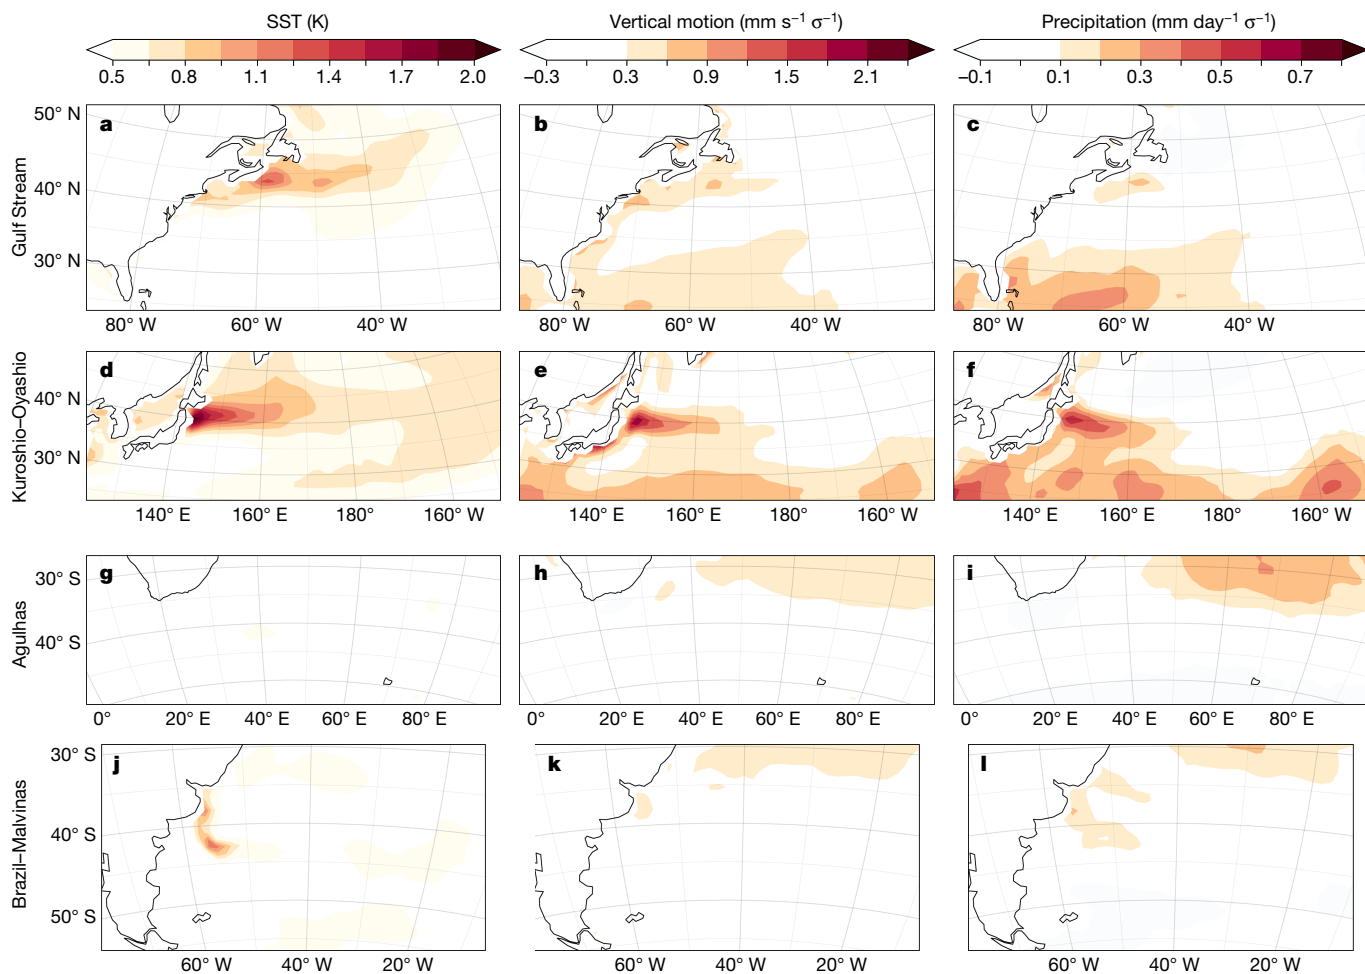 SST (K) Vertical motion (mm s⁻¹ σ⁻¹) Precipitation (mm day⁻¹ σ⁻¹)
0.5 0.8 1.1 1.4 1.7 2.0 –0.3 0.3 0.9 1.5 2.1 –0.1 0.1 0.3 0.5 0.7
Gulf Stream
50° N
40° N
30° N
a b c
80° W 60° W 40° W 80° W 60° W 40° W 80° W 60° W 40° W
Kuroshio–Oyashio
40° N
30° N
d e f
140° E 160° E 180° 160° W 140° E 160° E 180° 160° W 140° E 160° E 180° 160° W
Agulhas
30° S
40° S
g h i
0° 20° E 40° E 60° E 80° E 0° 20° E 40° E 60° E 80° E 0° 20° E 40° E 60° E 80° E
Brazil–Malvinas
30° S
40° S
50° S
j k l
60° W 40° W 20° W 60° W 40° W 20° W 60° W 40° W 20° W